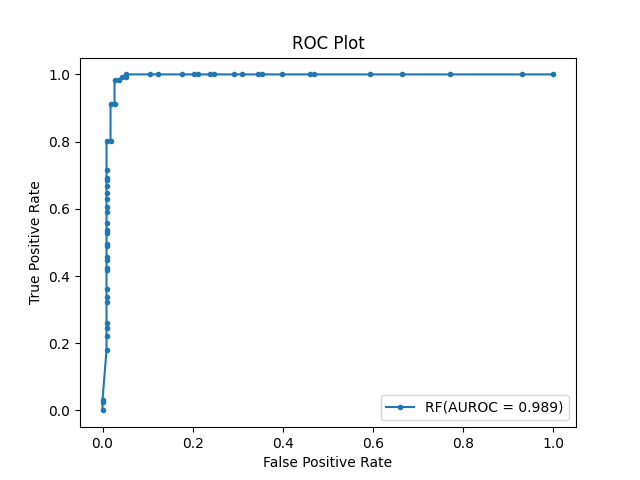 ROC Plot
1.0
0.8
0.6
0.4
0.2
0.0
True Positive Rate
RF(AUROC = 0.989)
0.0 0.2 0.4 0.6 0.8 1.0
False Positive Rate